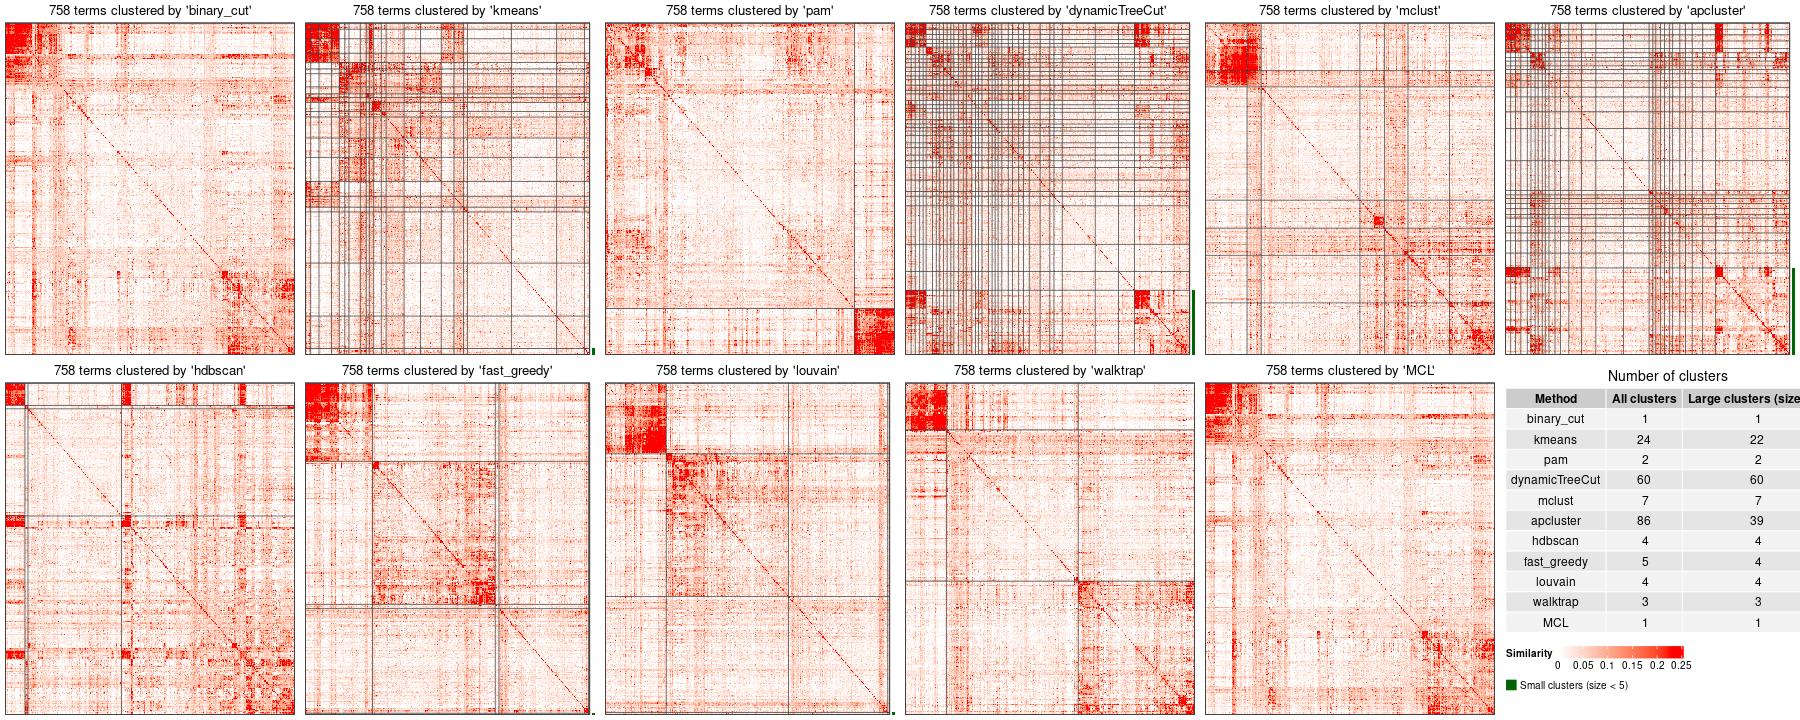 758 terms clustered by 'binary_cut'
758 terms clustered by 'kmeans'
758 terms clustered by 'pam'
758 terms clustered by 'dynamicTreeCut'
758 terms clustered by 'mclust'
758 terms clustered by 'apcluster'
758 terms clustered by 'hdbscan'
758 terms clustered by 'fast_greedy'
758 terms clustered by 'louvain'
758 terms clustered by 'walktrap'
758 terms clustered by 'MCL'
Number of clusters
Method All clusters Large clusters (size
binary_cut 1 1
kmeans 24 22
pam 2 2
dynamicTreeCut 60 60
mclust 7 7
apcluster 86 39
hdbscan 4 4
fast_greedy 5 4
louvain 4 4
walktrap 3 3
MCL 1 1
Similarity
0 0.05 0.1 0.15 0.2 0.25
Small clusters (size < 5)